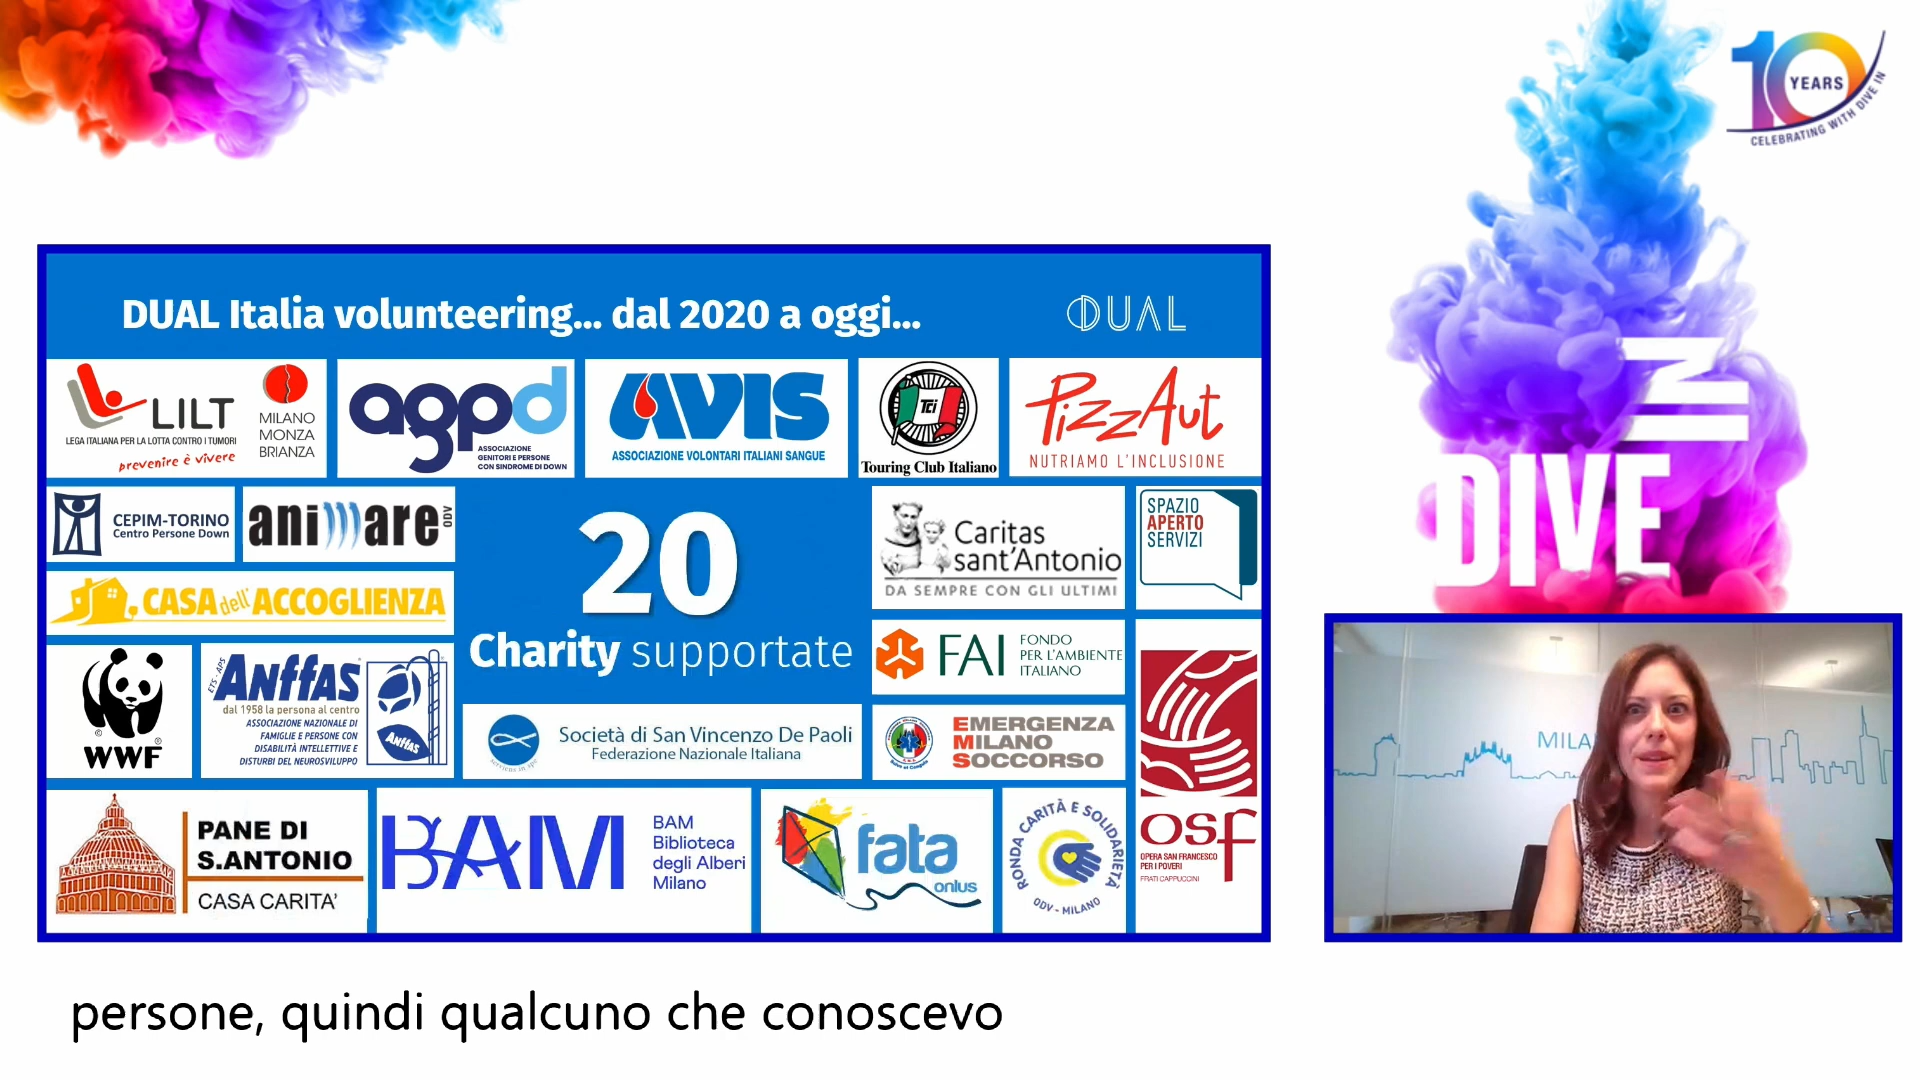 10
YEARS
CELEBRATING WITH DIVE IN
DUAL Italia volunteering... dal 2020 a oggi...
DUAL
LILT
LEGA ITALIANA PER LA LOTTA CONTRO I TUMORI
prevenire è vivere
MILANO
MONZA
BRIANZA
agpd
ASSOCIAZIONE
GENITORI E PERSONE
CON SINDROME DI DOWN
AVIS
ASSOCIAZIONE VOLONTARI ITALIANI SANGUE
TCI
Touring Club Italiano
PizzAut
NUTRIAMO L'INCLUSIONE
CEPIM-TORINO
Centro Persone Down
animare
ODV
20
Charity supportate
Caritas
sant'Antonio
DA SEMPRE CON GLI ULTIMI
SPAZIO
APERTO
SERVIZI
CASA dell'ACCOGLIENZA
WWF
ETS - APS
ANffAS
dal 1958 la persona al centro
ASSOCIAZIONE NAZIONALE DI
FAMIGLIE E PERSONE CON
DISABILITÀ INTELLETTIVE E
DISTURBI DEL NEUROSVILUPPO
ANffAS
FAI
FONDO
PER L'AMBIENTE
ITALIANO
Società di San Vincenzo De Paoli
Federazione Nazionale Italiana
serviens in spe
EMERGENZA
MILANO
SOCCORSO
PANE DI
S.ANTONIO
CASA CARITA'
BAM
BAM
Biblioteca
degli Alberi
Milano
fata
onlus
RONDA CARITÀ E SOLIDARIETÀ
ODV - MILANO
OSF
OPERA SAN FRANCESCO
PER I POVERI
FRATI CAPPUCCINI
DIVE
IN
MILA
persone, quindi qualcuno che conoscevo